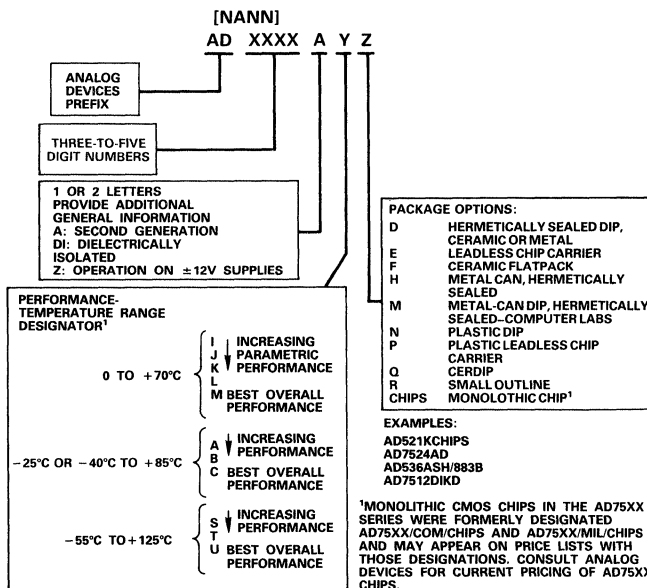 [NANN]
AD XXXX A Y Z
ANALOG
DEVICES
PREFIX
THREE-TO-FIVE
DIGIT NUMBERS
1 OR 2 LETTERS
PROVIDE ADDITIONAL
GENERAL INFORMATION
A: SECOND GENERATION
DI: DIELECTRICALLY
ISOLATED
Z: OPERATION ON ±12V SUPPLIES
PERFORMANCE-
TEMPERATURE RANGE
DESIGNATOR¹
0 TO +70°C
I
J
K
L
M
INCREASING
PARAMETRIC
PERFORMANCE
BEST OVERALL
PERFORMANCE
−25°C OR −40°C TO +85°C
A
B
C
INCREASING
PERFORMANCE
BEST OVERALL
PERFORMANCE
−55°C TO +125°C
S
T
U
INCREASING
PERFORMANCE
BEST OVERALL
PERFORMANCE
PACKAGE OPTIONS:
D HERMETICALLY SEALED DIP,
CERAMIC OR METAL
E LEADLESS CHIP CARRIER
F CERAMIC FLATPACK
H METAL CAN, HERMETICALLY
SEALED
M METAL-CAN DIP, HERMETICALLY
SEALED–COMPUTER LABS
N PLASTIC DIP
P PLASTIC LEADLESS CHIP
CARRIER
Q CERDIP
R SMALL OUTLINE
CHIPS MONOLOTHIC CHIP¹
EXAMPLES:
AD521KCHIPS
AD7524AD
AD536ASH/883B
AD7512DIKD
¹MONOLITHIC CMOS CHIPS IN THE AD75XX
SERIES WERE FORMERLY DESIGNATED
AD75XX/COM/CHIPS AND AD75XX/MIL/CHIPS
AND MAY APPEAR ON PRICE LISTS WITH
THOSE DESIGNATIONS. CONSULT ANALOG
DEVICES FOR CURRENT PRICING OF AD75XX
CHIPS.